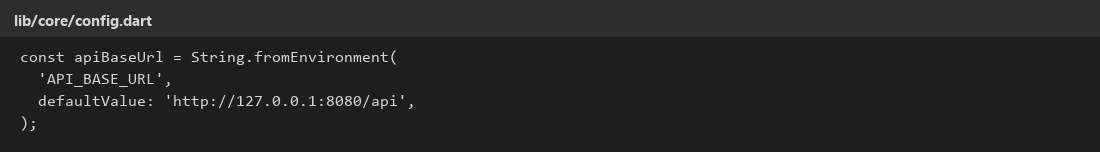 lib/core/config.dart
const apiBaseUrl = String.fromEnvironment(
  'API_BASE_URL',
  defaultValue: 'http://127.0.0.1:8080/api',
);